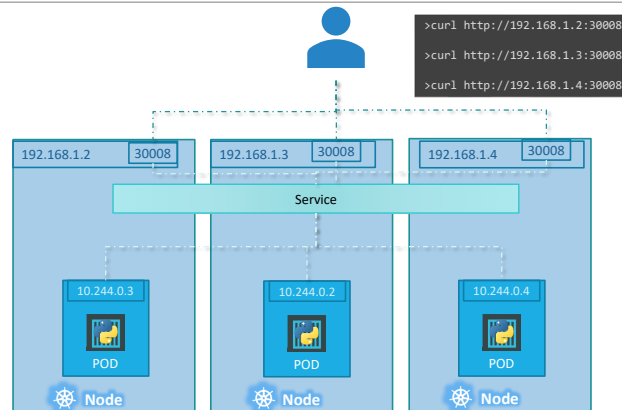 >curl http://192.168.1.2:30008
>curl http://192.168.1.3:30008
>curl http://192.168.1.4:30008
192.168.1.2 30008
192.168.1.3 30008
192.168.1.4 30008
Service
10.244.0.3
10.244.0.2
10.244.0.4
POD
POD
POD
Node
Node
Node